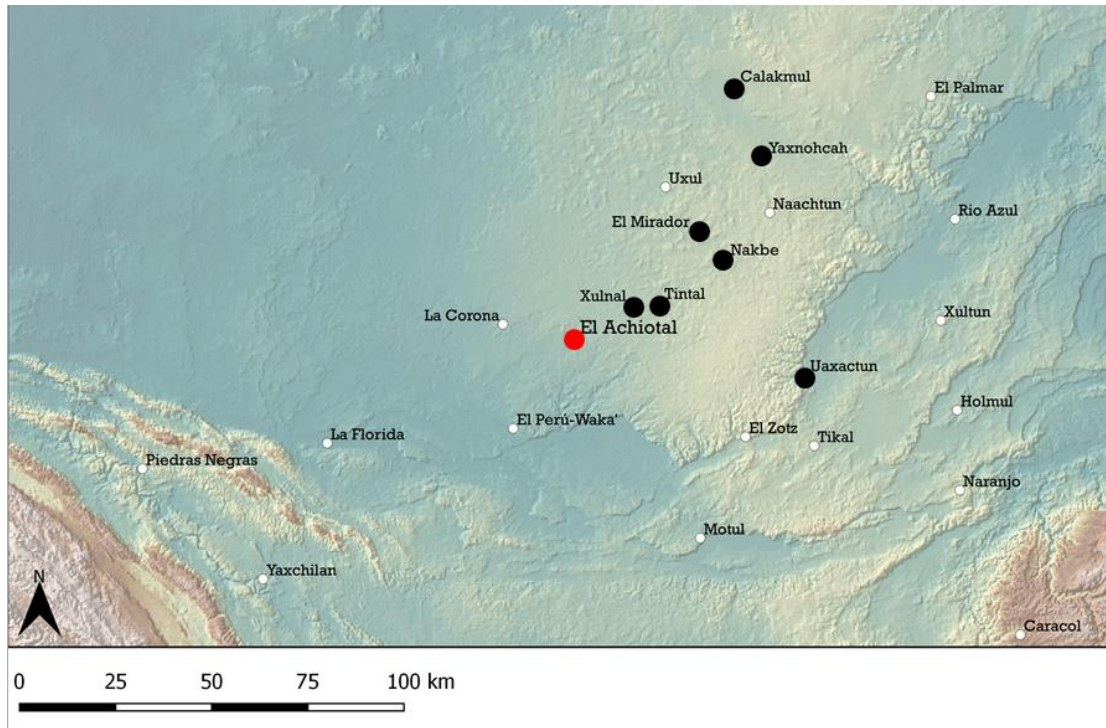 Calakmul
El Palmar
Yaxnohcah
Uxul
Naachtun
Rio Azul
El Mirador
Nakbe
Xulnal
Tintal
La Corona
Xultun
El Achiotal
Uaxactun
Holmul
El Perú-Waka'
La Florida
El Zotz
Tikal
Piedras Negras
Naranjo
Motul
Yaxchilan
N
Caracol
0 25 50 75 100 km